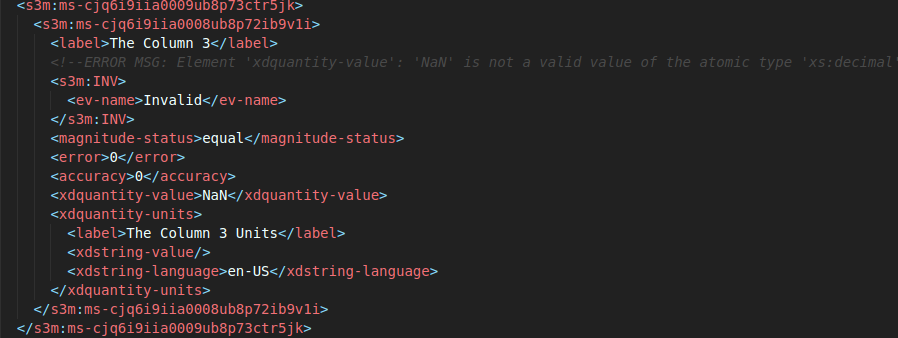 <s3m:ms-cjq6i9iia0009ub8p73ctr5jk>
<s3m:ms-cjq6i9iia0008ub8p72ib9v1i>
<label>The Column 3</label>
<!--ERROR MSG: Element 'xdquantity-value': 'NaN' is not a valid value of the atomic type 'xs:decimal'
<s3m:INV>
<ev-name>Invalid</ev-name>
</s3m:INV>
<magnitude-status>equal</magnitude-status>
<error>0</error>
<accuracy>0</accuracy>
<xdquantity-value>NaN</xdquantity-value>
<xdquantity-units>
<label>The Column 3 Units</label>
<xdstring-value/>
<xdstring-language>en-US</xdstring-language>
</xdquantity-units>
</s3m:ms-cjq6i9iia0008ub8p72ib9v1i>
</s3m:ms-cjq6i9iia0009ub8p73ctr5jk>